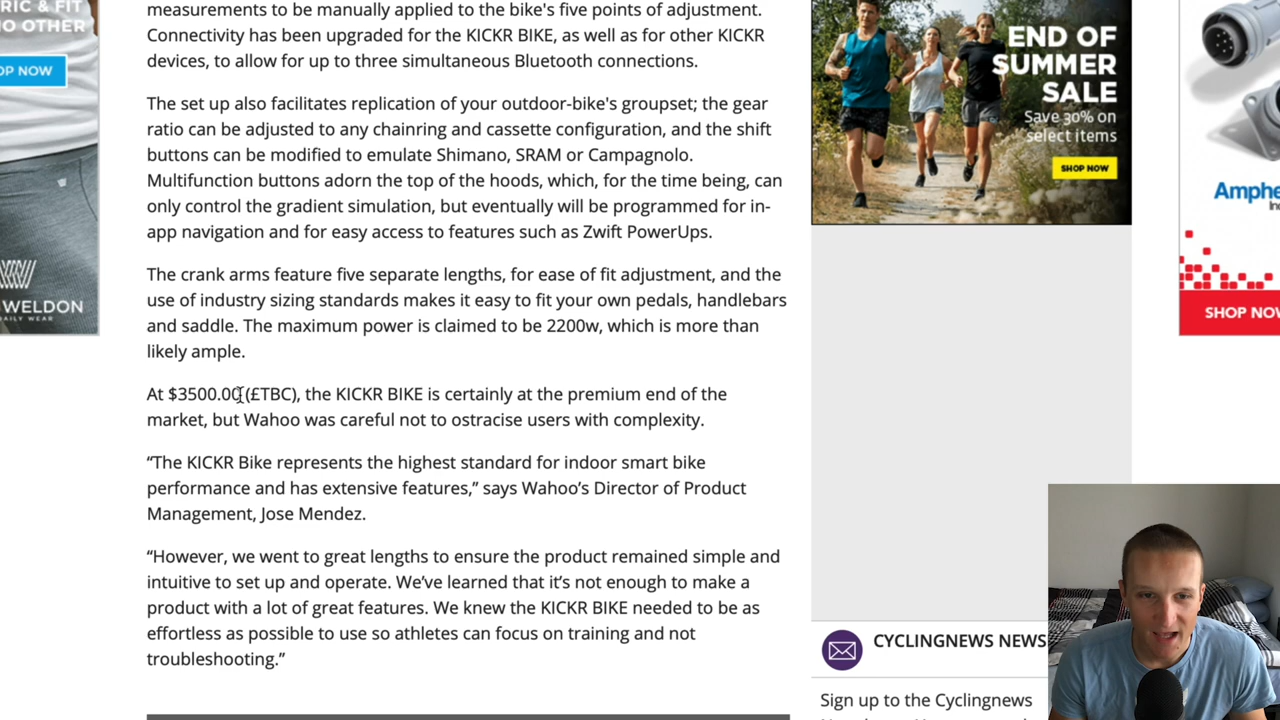 RIC & FIT
NO OTHER
OP NOW
WELDON
DAILY WEAR
measurements to be manually applied to the bike's five points of adjustment.
Connectivity has been upgraded for the KICKR BIKE, as well as for other KICKR
devices, to allow for up to three simultaneous Bluetooth connections.
The set up also facilitates replication of your outdoor-bike's groupset; the gear
ratio can be adjusted to any chainring and cassette configuration, and the shift
buttons can be modified to emulate Shimano, SRAM or Campagnolo.
Multifunction buttons adorn the top of the hoods, which, for the time being, can
only control the gradient simulation, but eventually will be programmed for in-
app navigation and for easy access to features such as Zwift PowerUps.
The crank arms feature five separate lengths, for ease of fit adjustment, and the
use of industry sizing standards makes it easy to fit your own pedals, handlebars
and saddle. The maximum power is claimed to be 2200w, which is more than
likely ample.
At $3500.00 (£TBC), the KICKR BIKE is certainly at the premium end of the
market, but Wahoo was careful not to ostracise users with complexity.
“The KICKR Bike represents the highest standard for indoor smart bike
performance and has extensive features,” says Wahoo’s Director of Product
Management, Jose Mendez.
“However, we went to great lengths to ensure the product remained simple and
intuitive to set up and operate. We’ve learned that it’s not enough to make a
product with a lot of great features. We knew the KICKR BIKE needed to be as
effortless as possible to use so athletes can focus on training and not
troubleshooting.”
END OF
SUMMER
SALE
Save 30% on
select items
SHOP NOW
CYCLINGNEWS NEWS
Sign up to the Cyclingnews
Amphe
SHOP NOW